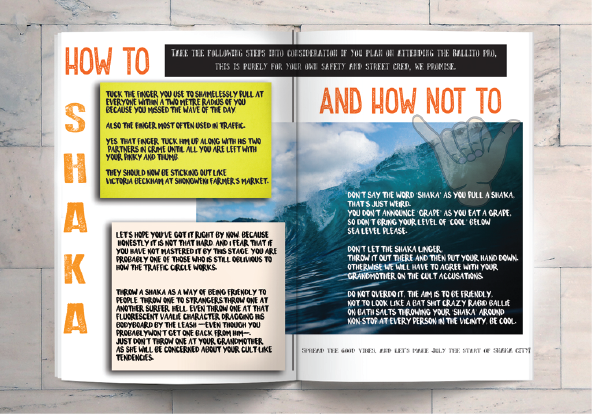 HOW TO
SHAKA
TAKE THE FOLLOWING STEPS INTO CONSIDERATION IF YOU PLAN ON ATTENDING THE BALLITO PRO,
THIS IS PURELY FOR YOUR OWN SAFETY AND STREET CRED, WE PROMISE.
TUCK THE FINGER YOU USE TO SHAMELESSLY PULL AT
EVERYONE WITHIN A TWO METRE RADIUS OF YOU
BECAUSE YOU MISSED THE WAVE OF THE DAY
ALSO THE FINGER MOST OFTEN USED IN TRAFFIC.
YES THAT FINGER TUCK HIM UP ALONG WITH HIS TWO
PARTNERS IN CRIME UNTIL ALL YOU ARE LEFT WITH
YOUR PINKY AND THUMB.
THEY SHOULD NOW BE STICKING OUT LIKE
VICTORIA BECKHAM AT SHONGWENI FARMER'S MARKET.
LETS HOPE YOU'VE GOT IT RIGHT BY NOW. BECAUSE
HONESTLY IT IS NOT THAT HARD AND I FEAR THAT IF
YOU HAVE NOT MASTERED IT BY THIS STAGE YOU ARE
PROBABLY ONE OF THOSE WHO IS STILL OBLIVIOUS TO
HOW THE TRAFFIC CIRCLE WORKS.
THROW A SHAKA AS A WAY OF BEING FRIENDLY TO
PEOPLE THROW ONE TO STRANGERS THROW ONE AT
ANOTHER SURFER HELL EVEN THROW ONE AT THAT
FLUORESCENT VAALIE CHARACTER DRAGGING HIS
BODYBOARD BY THE LEASH —EVEN THOUGH YOU
PROBABLYWON'T GET ONE BACK FROM HIM—.
JUST DON'T THROW ONE AT YOUR GRANDMOTHER
AS SHE WILL BE CONCERNED ABOUT YOUR CULT LIKE
TENDENCIES.
AND HOW NOT TO
DON'T SAY THE WORD 'SHAKA' AS YOU PULL A SHAKA.
THAT'S JUST WEIRD.
YOU DON'T ANNOUNCE 'GRAPE' AS YOU EAT A GRAPE.
SO DON'T BRING YOUR LEVEL OF 'COOL' BELOW
SEA LEVEL PLEASE.
DON'T LET THE SHAKA LINGER.
THROW IT OUT THERE AND THEN PUT YOUR HAND DOWN.
OTHERWISE WE WILL HAVE TO AGREE WITH YOUR
GRANDMOTHER ON THE CULT ACCUSATIONS.
DO NOT OVERDO IT. THE AIM IS TO BE FRIENDLY.
NOT TO LOOK LIKE A BAT SHIT CRAZY RABID BALLIE
ON BATH SALTS THROWING YOUR 'SHAKA' AROUND
NON STOP AT EVERY PERSON IN THE VICINITY. BE COOL.
SPREAD THE GOOD VIBES, AND LET'S MAKE JULY THE START OF SHAKA CITY!